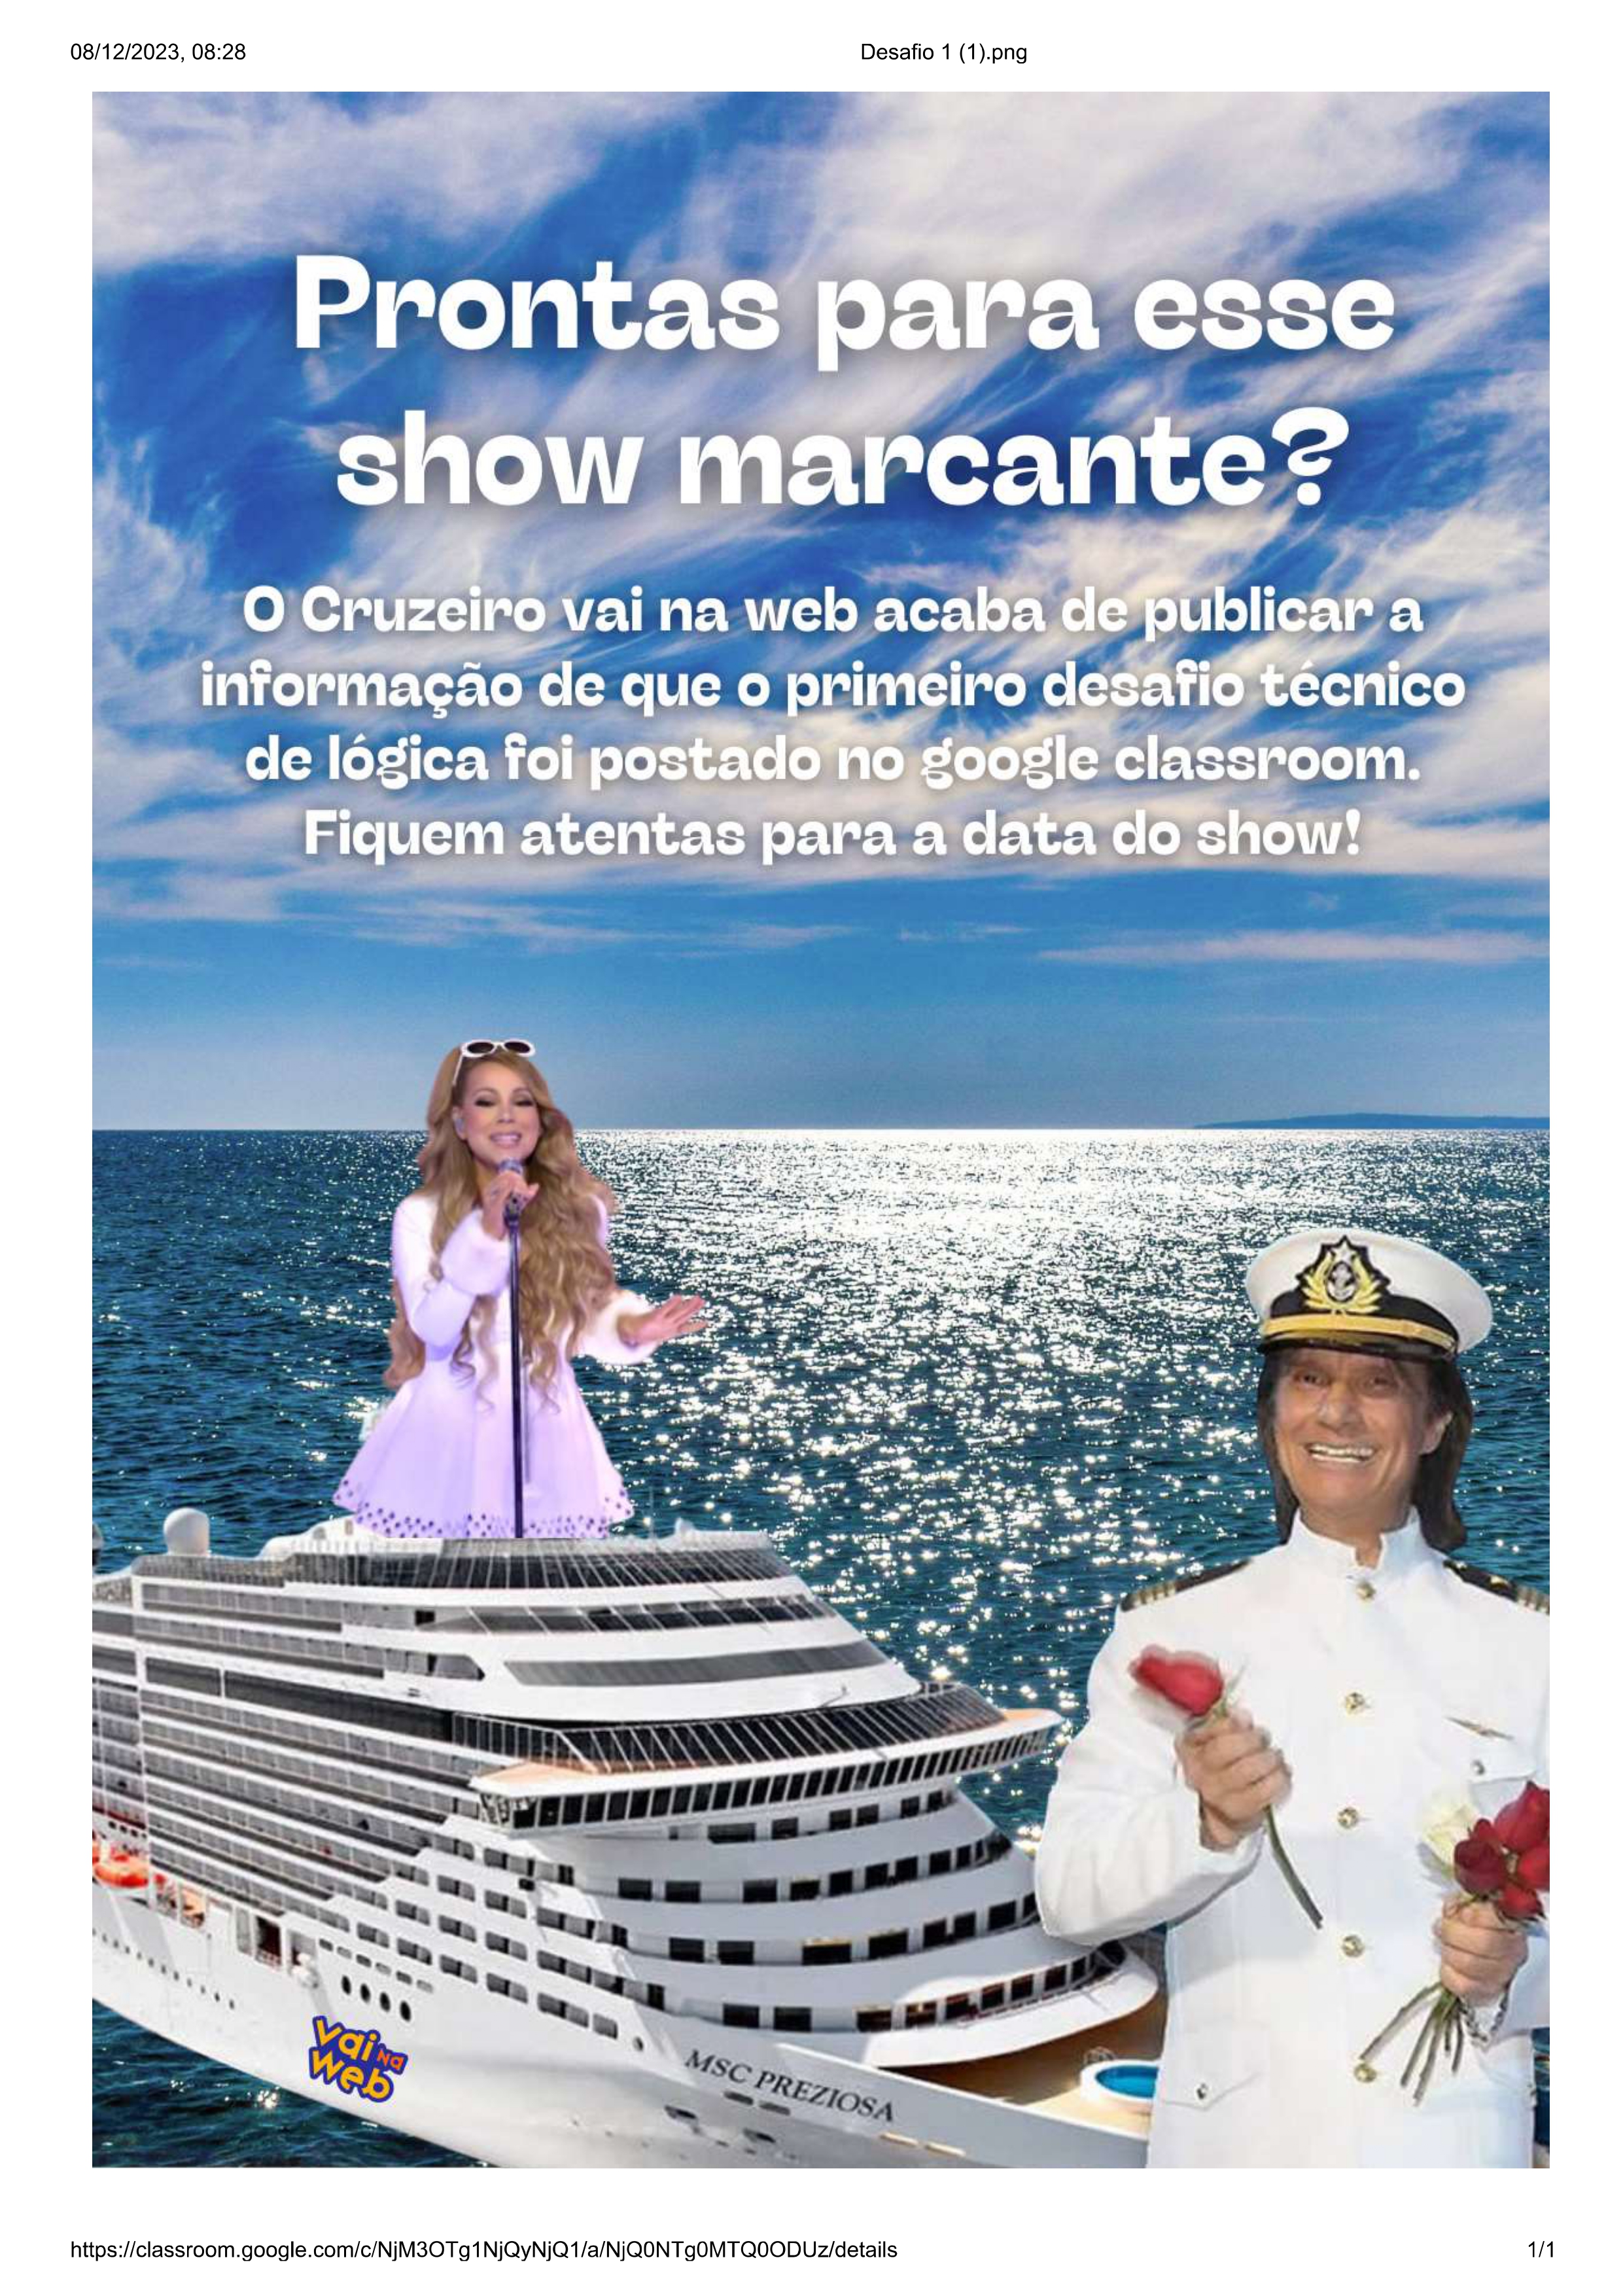 08/12/2023, 08:28
Desafio 1 (1).png
Prontas para esse
show marcante?
O Cruzeiro vai na web acaba de publicar a
informação de que o primeiro desafio técnico
de lógica foi postado no google classroom.
Fiquem atentas para a data do show!
Vai Na
Web
MSC PREZIOSA
https://classroom.google.com/c/NjM3OTg1NjQyNjQ1/a/NjQ0NTg0MTQ0ODUz/details
1/1